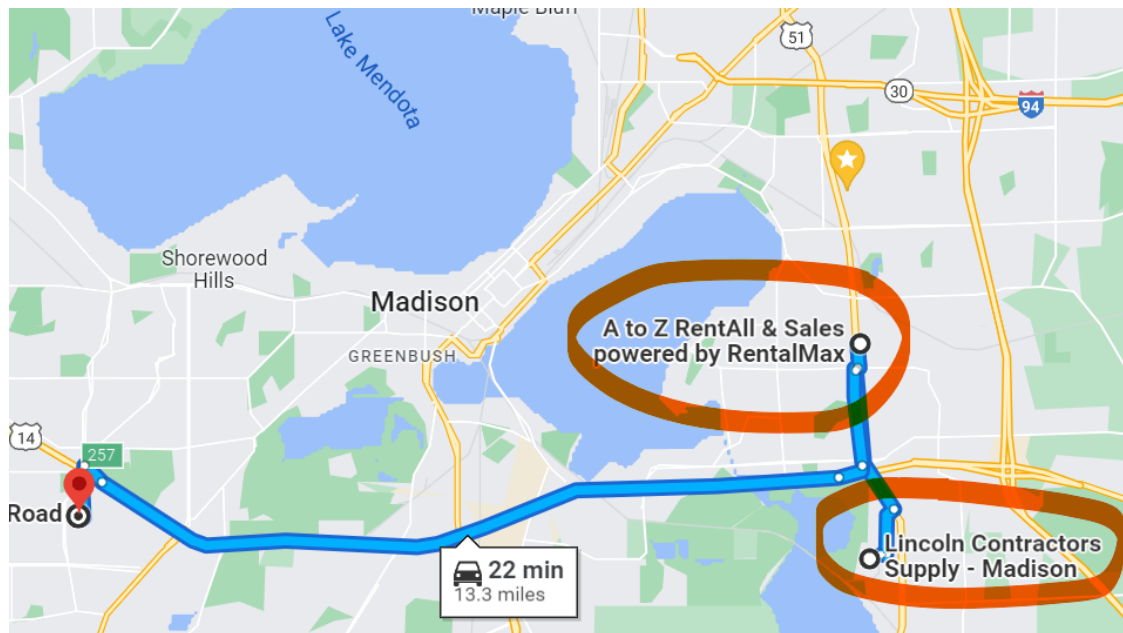 Maple Bluff
51
Lake Mendota
30
94
Shorewood
Hills
Madison
A to Z RentAll & Sales
powered by RentalMax
GREENBUSH
14
257
Road
22 min
13.3 miles
Lincoln Contractors
Supply - Madison